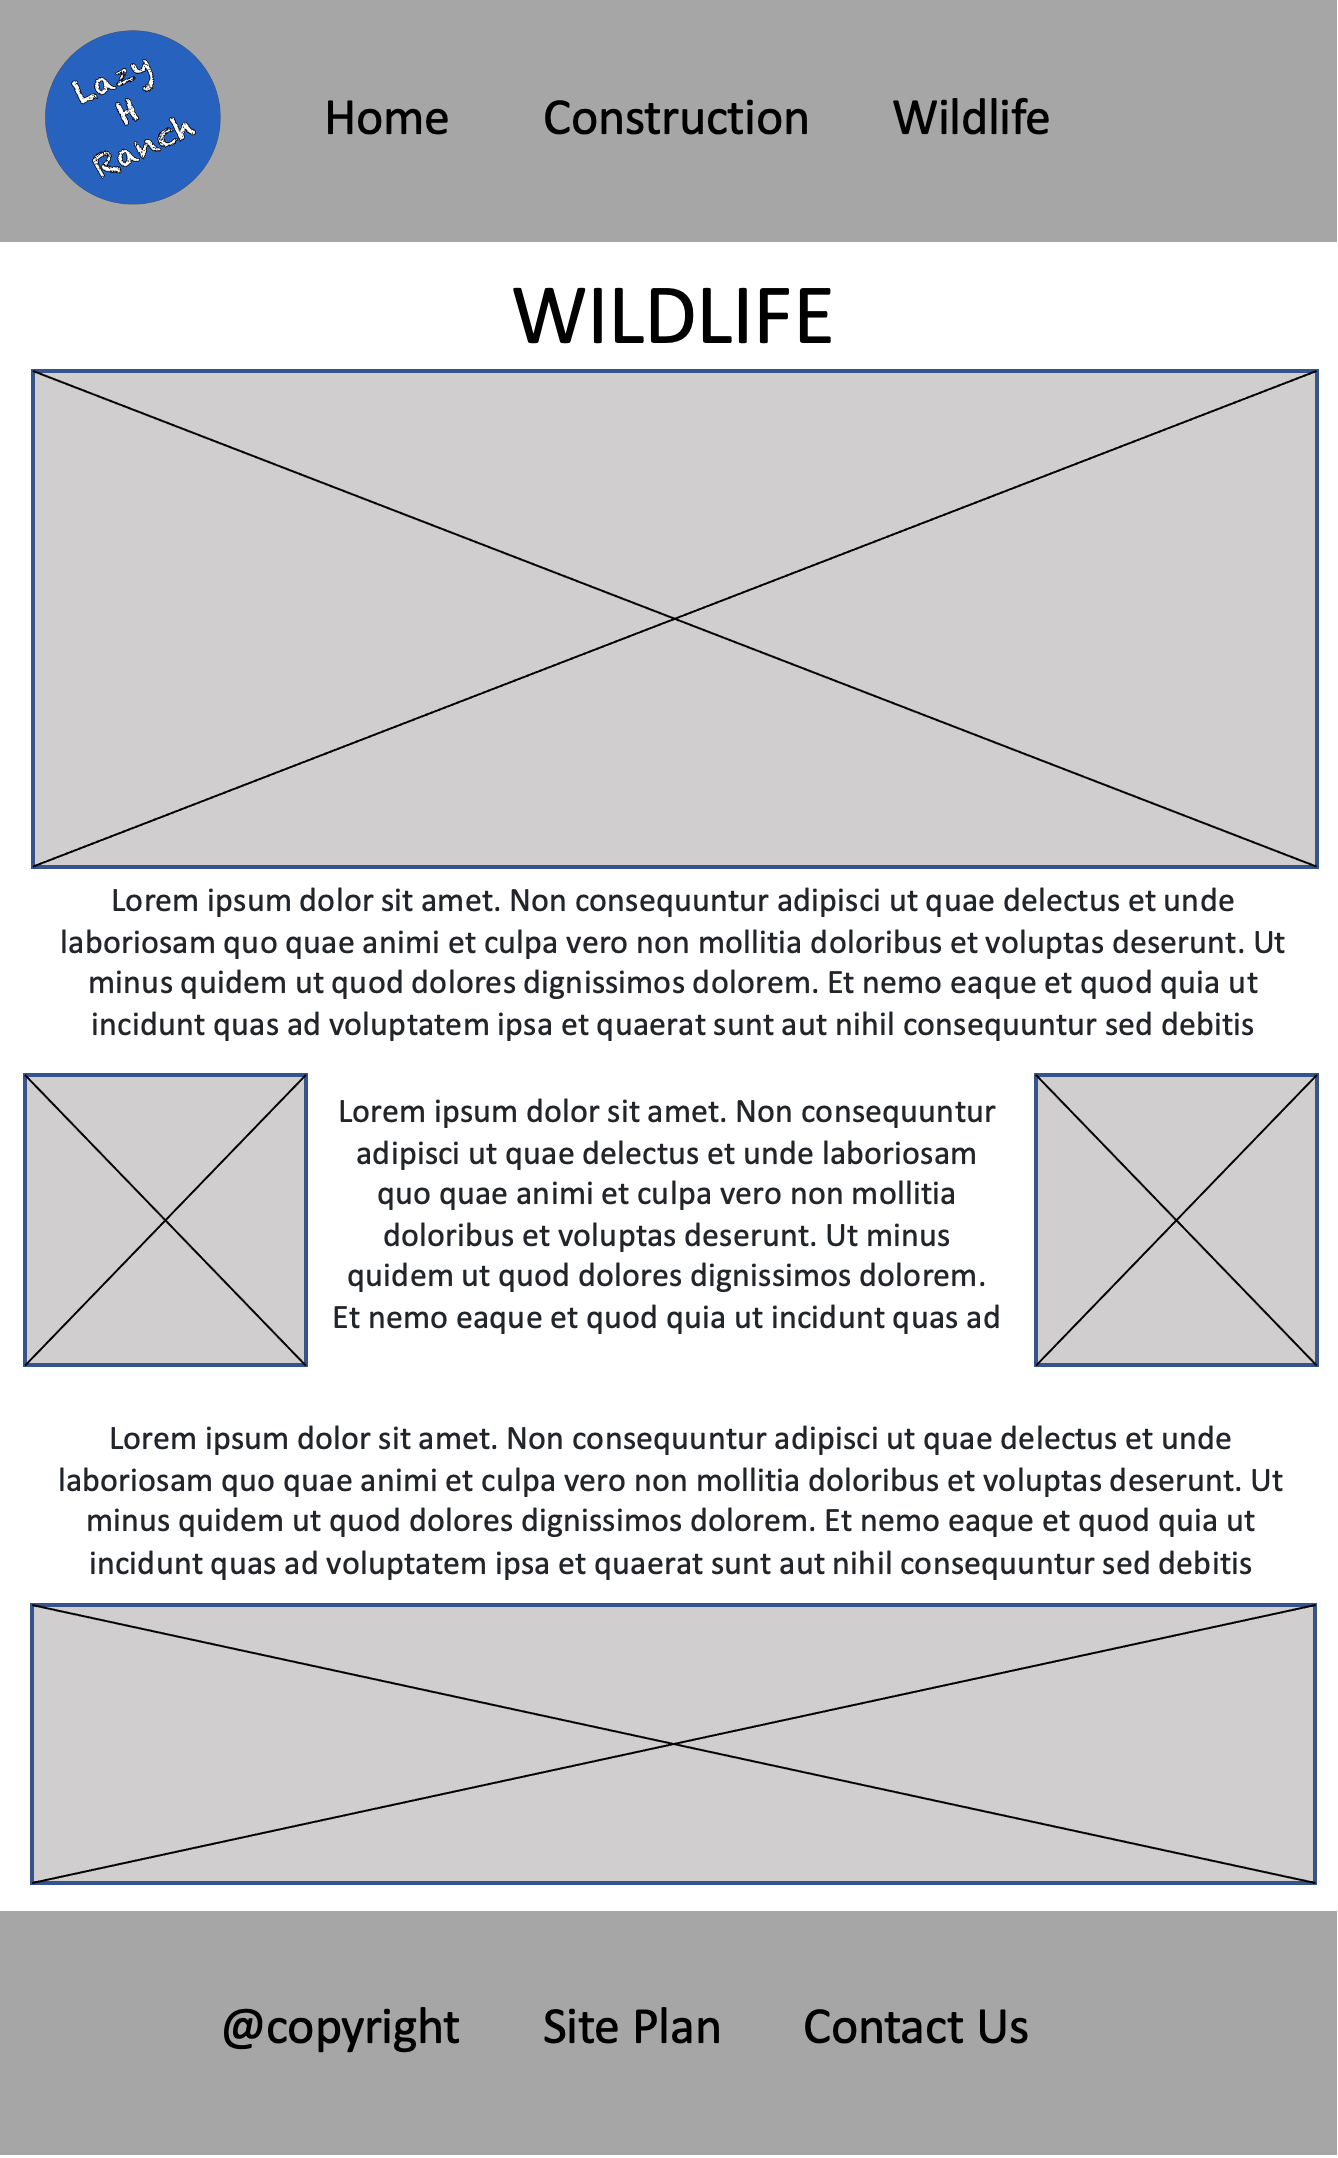 Lazy
H
Ranch
Home Construction Wildlife
WILDLIFE
Lorem ipsum dolor sit amet. Non consequuntur adipisci ut quae delectus et unde
laboriosam quo quae animi et culpa vero non mollitia doloribus et voluptas deserunt. Ut
minus quidem ut quod dolores dignissimos dolorem. Et nemo eaque et quod quia ut
incidunt quas ad voluptatem ipsa et quaerat sunt aut nihil consequuntur sed debitis
Lorem ipsum dolor sit amet. Non consequuntur
adipisci ut quae delectus et unde laboriosam
quo quae animi et culpa vero non mollitia
doloribus et voluptas deserunt. Ut minus
quidem ut quod dolores dignissimos dolorem.
Et nemo eaque et quod quia ut incidunt quas ad
Lorem ipsum dolor sit amet. Non consequuntur adipisci ut quae delectus et unde
laboriosam quo quae animi et culpa vero non mollitia doloribus et voluptas deserunt. Ut
minus quidem ut quod dolores dignissimos dolorem. Et nemo eaque et quod quia ut
incidunt quas ad voluptatem ipsa et quaerat sunt aut nihil consequuntur sed debitis
@copyright Site Plan Contact Us